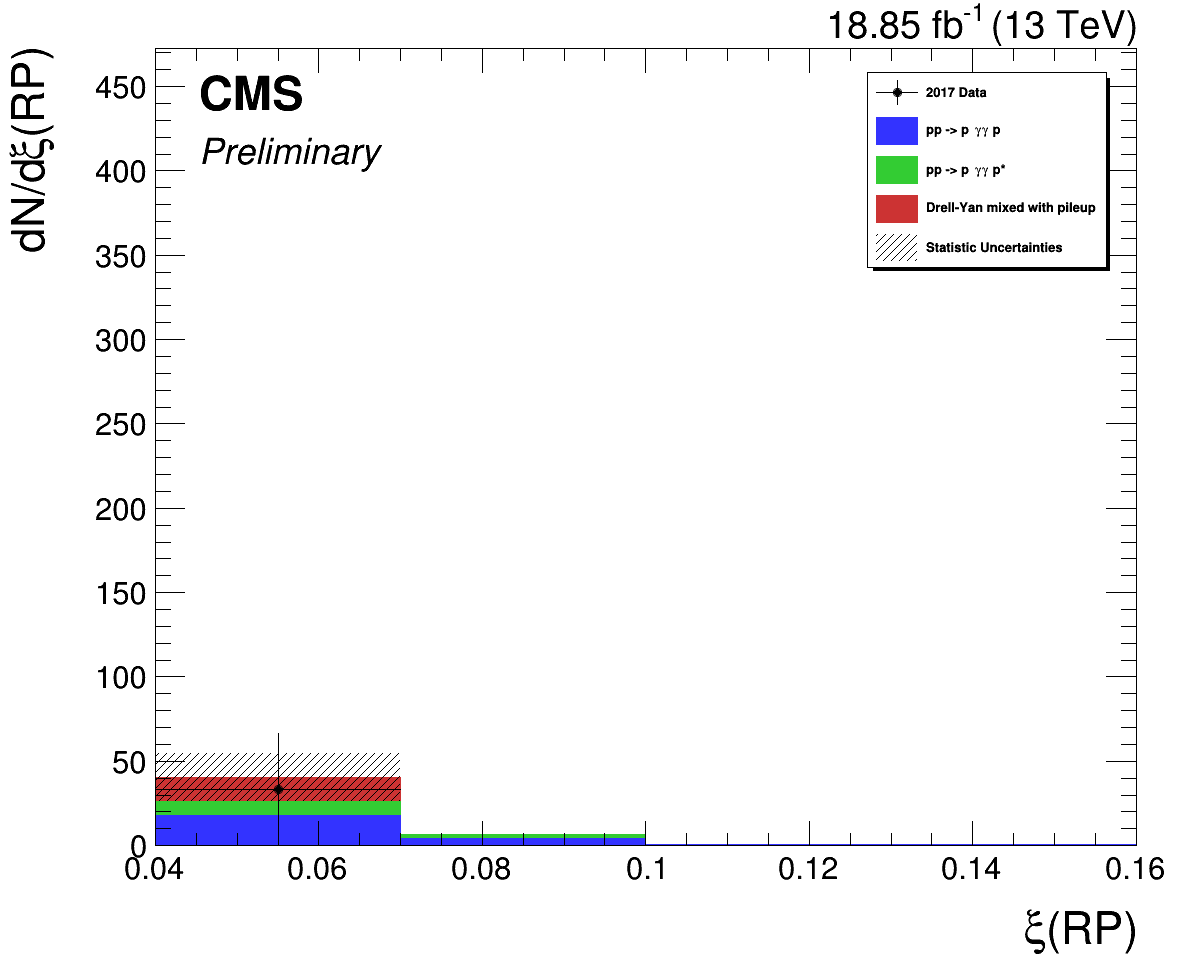 18.85 fb⁻¹ (13 TeV)
dN/dξ(RP)
CMS
Preliminary
2017 Data
pp -> p γγ p
pp -> p γγ p*
Drell-Yan mixed with pileup
Statistic Uncertainties
450
400
350
300
250
200
150
100
50
0
0.04 0.06 0.08 0.1 0.12 0.14 0.16
ξ(RP)